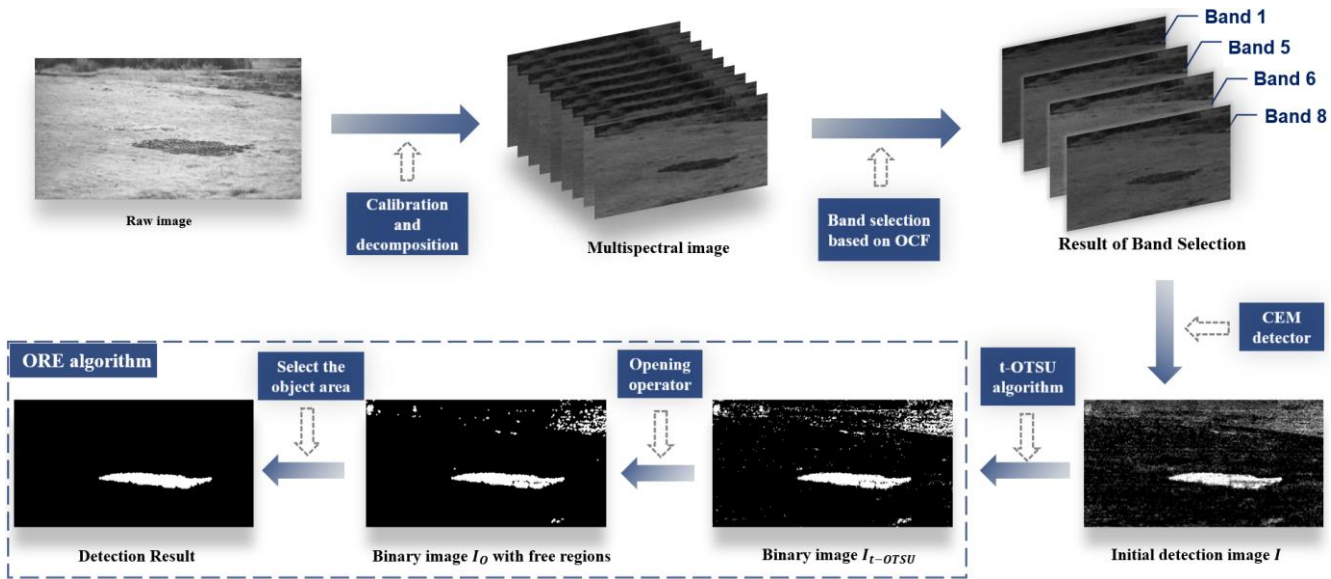 Band 1
Band 5
Band 6
Band 8
Raw image
Calibration
and
decomposition
Multispectral image
Band selection
based on OCF
Result of Band Selection
CEM
detector
t-OTSU
algorithm
ORE algorithm
Select the
object area
Opening
operator
Detection Result
Binary image I_O with free regions
Binary image I_{t-OTSU}
Initial detection image I